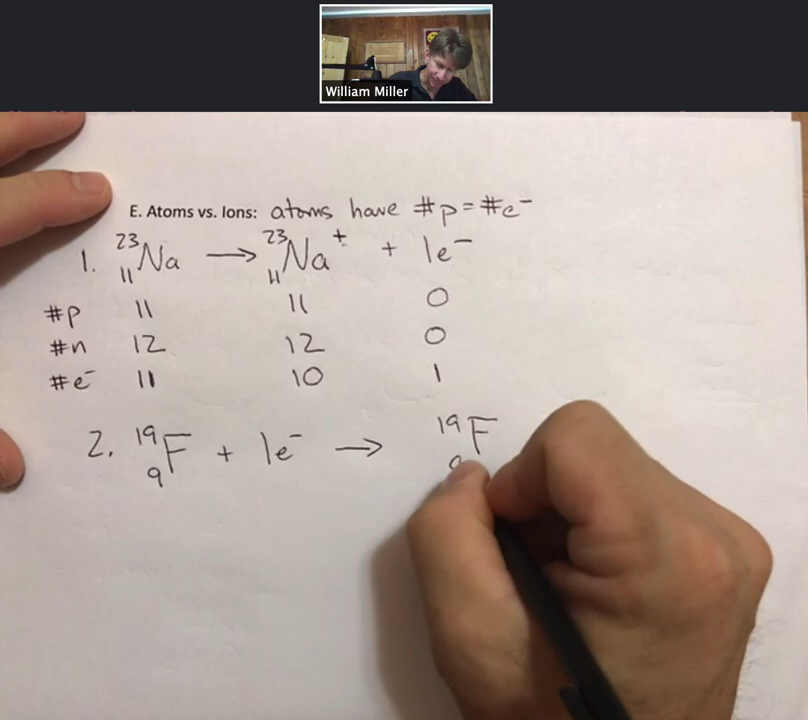 William Miller
E. Atoms vs. Ions: atoms have #p = #e⁻
1. ²³₁₁Na → ²³₁₁Na⁺ + 1e⁻
#p 11 11 0
#n 12 12 0
#e⁻ 11 10 1
2. ¹⁹₉F + 1e⁻ → ¹⁹F